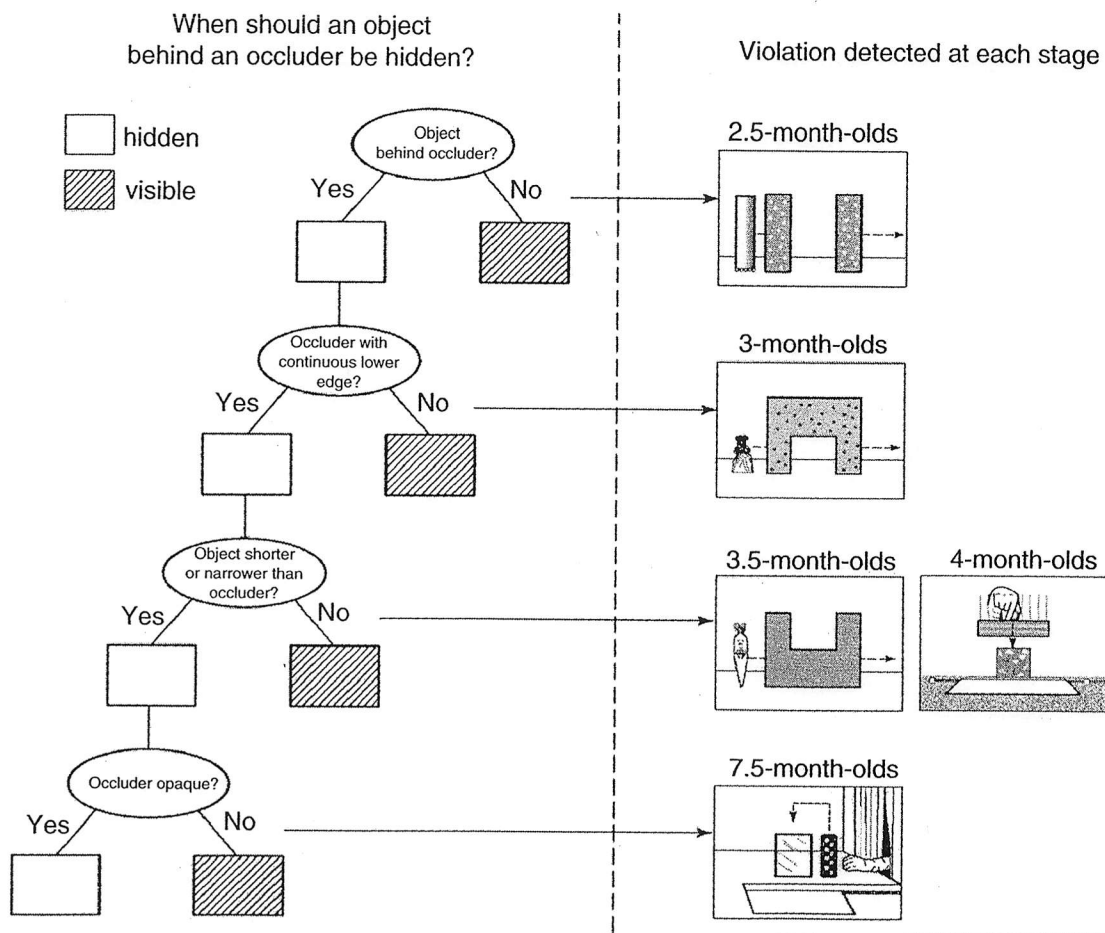 When should an object
behind an occluder be hidden?
Violation detected at each stage
hidden
visible
Object
behind occluder?
Yes
No
2.5-month-olds
Occluder with
continuous lower
edge?
Yes
No
3-month-olds
Object shorter
or narrower than
occluder?
Yes
No
3.5-month-olds
4-month-olds
Occluder opaque?
Yes
No
7.5-month-olds